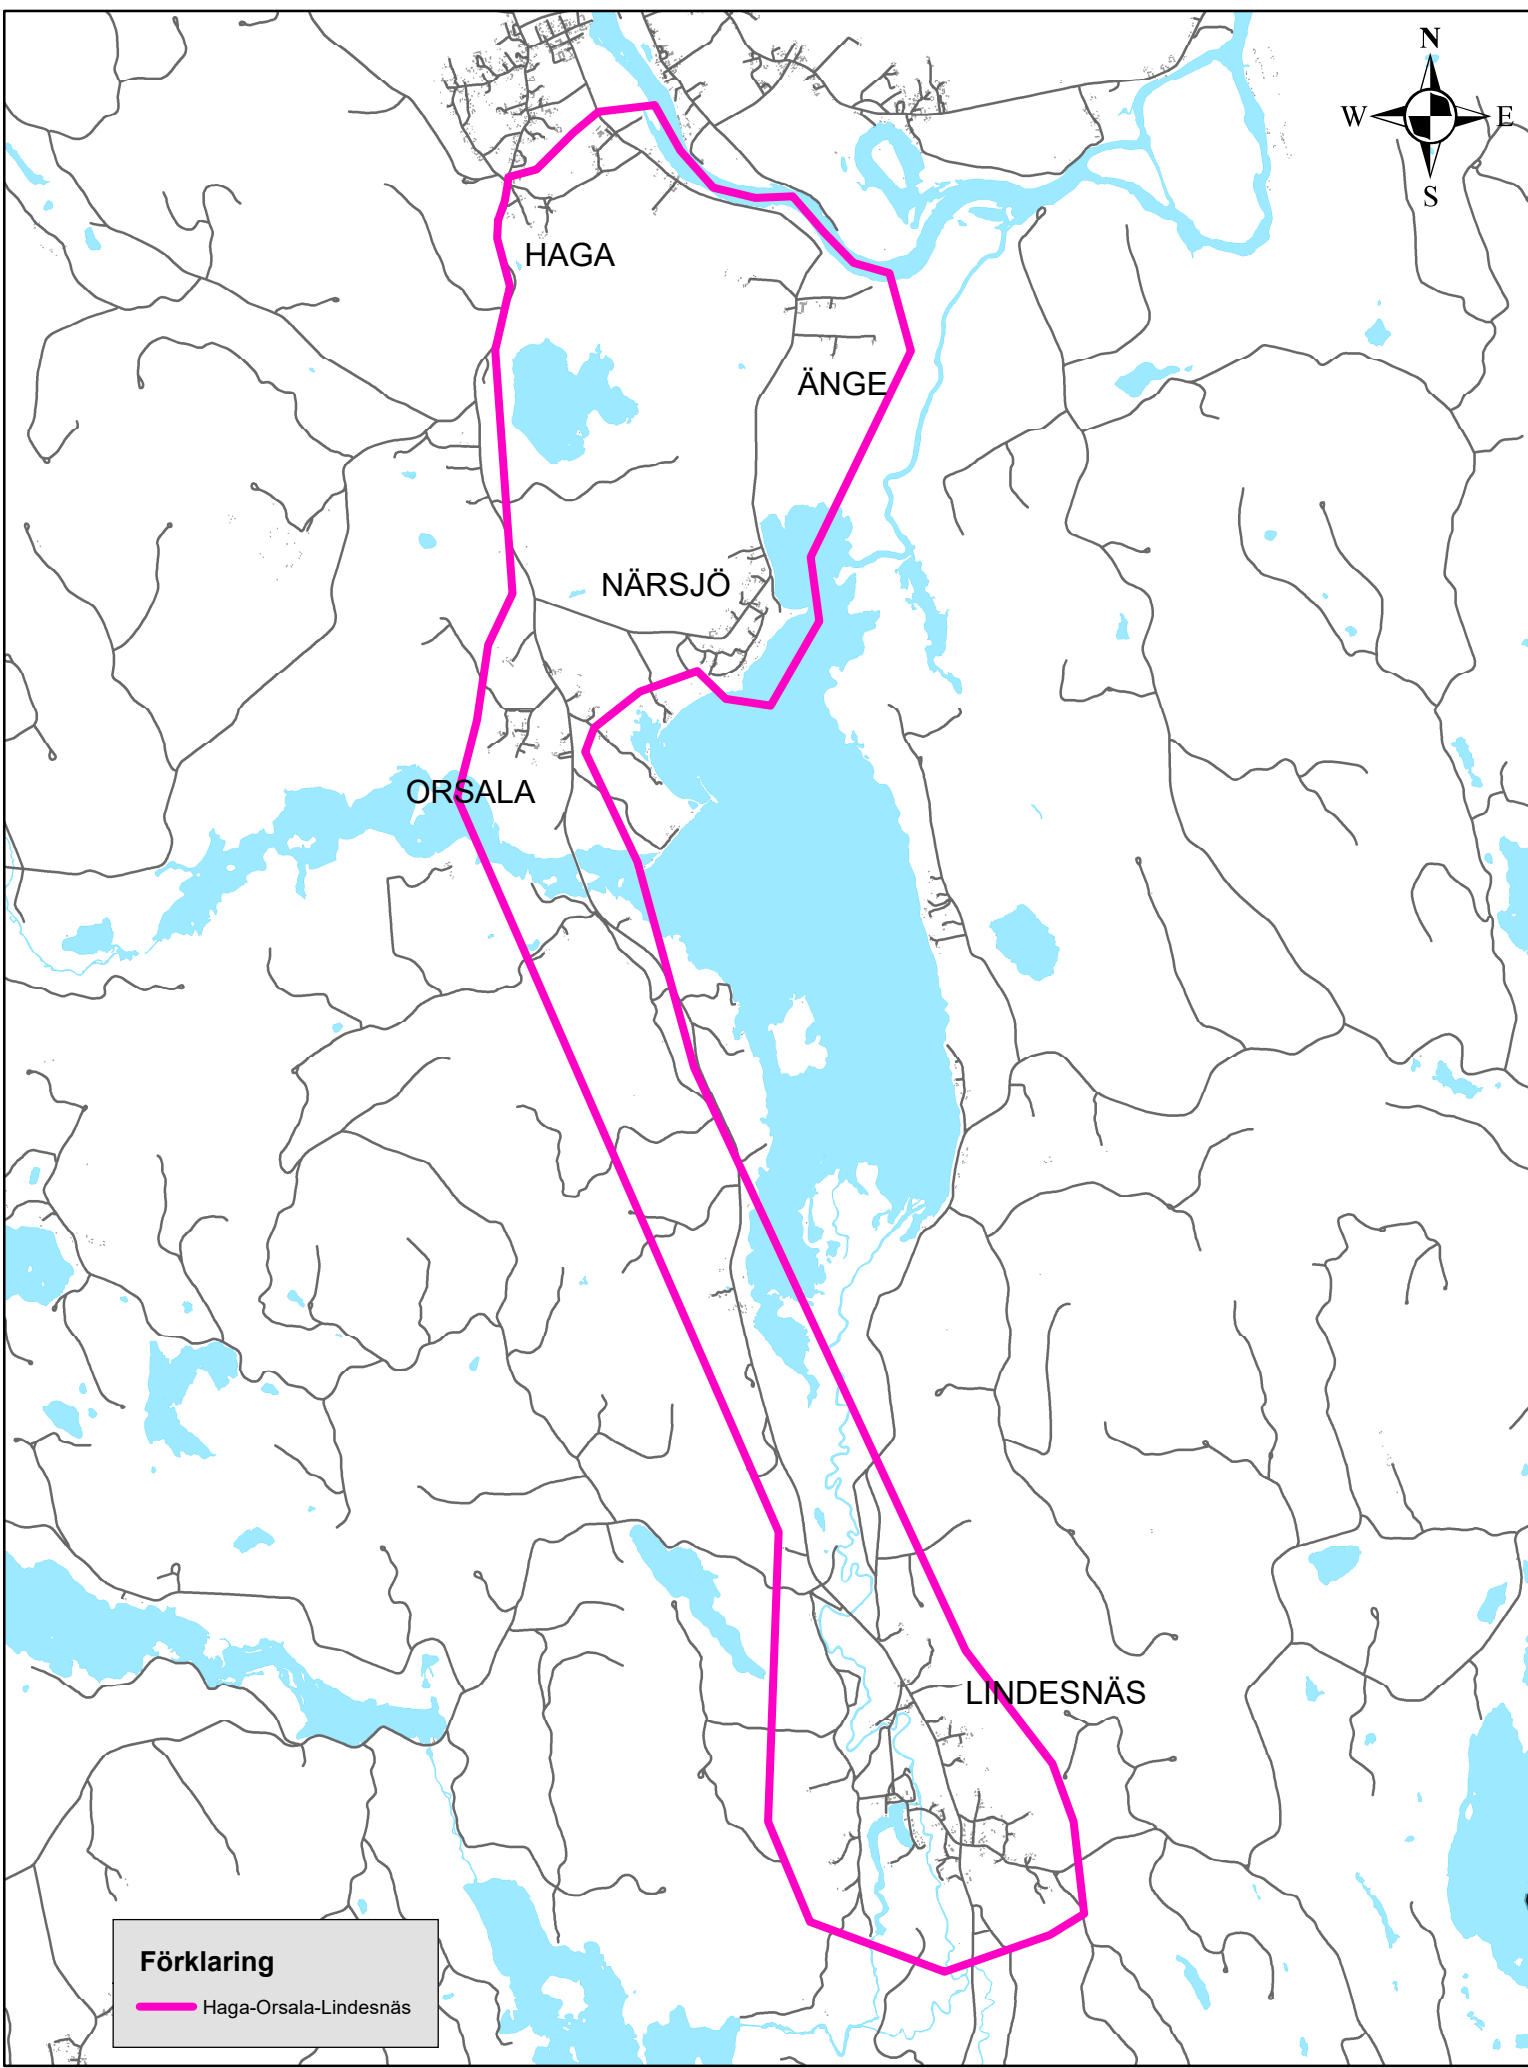 N
W E
S
HAGA
ÄNGE
NÄRSJÖ
ORSALA
LINDESNÄS
Förklaring
Haga-Orsala-Lindesnäs